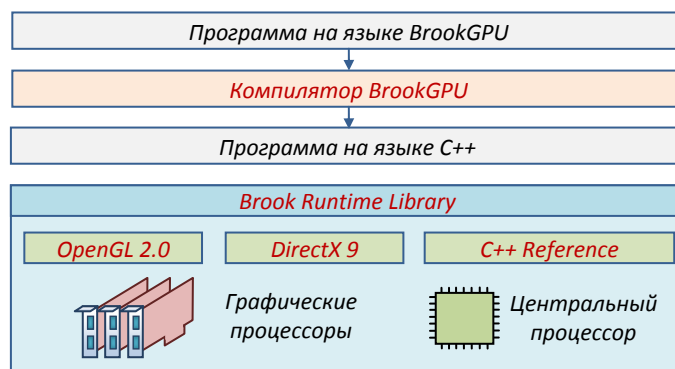 Программа на языке BrookGPU
Компилятор BrookGPU
Программа на языке C++
Brook Runtime Library
OpenGL 2.0
DirectX 9
C++ Reference
Графические
процессоры
Центральный
процессор